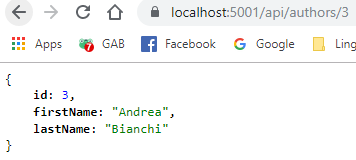 localhost:5001/api/authors/3
Apps GAB Facebook Google Ling
{
id: 3,
firstName: "Andrea",
lastName: "Bianchi"
}